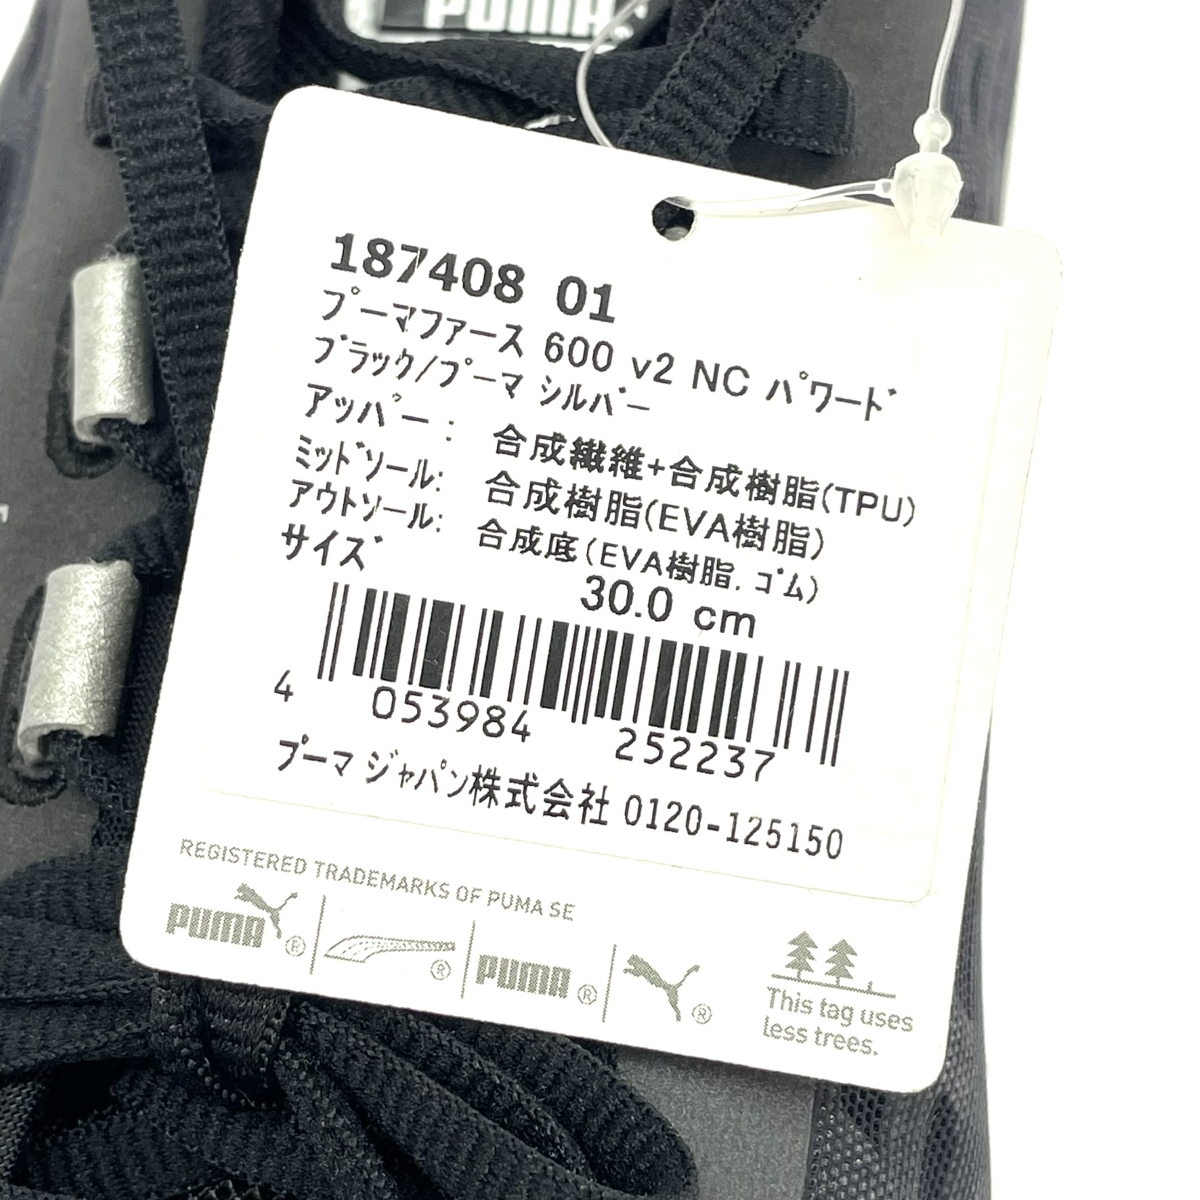 PUMA
187408 01
プーマファース 600 v2 NC パワード
ブラック/プーマ シルバー
アッパー: 合成繊維+合成樹脂(TPU)
ミッドソール: 合成樹脂(EVA樹脂)
アウトソール: 合成底(EVA樹脂.ゴム)
サイズ 30.0 cm
4 053984 252237
プーマ ジャパン株式会社 0120-125150
REGISTERED TRADEMARKS OF PUMA SE
PUMA® ® PUMA® ®
This tag uses
less trees.